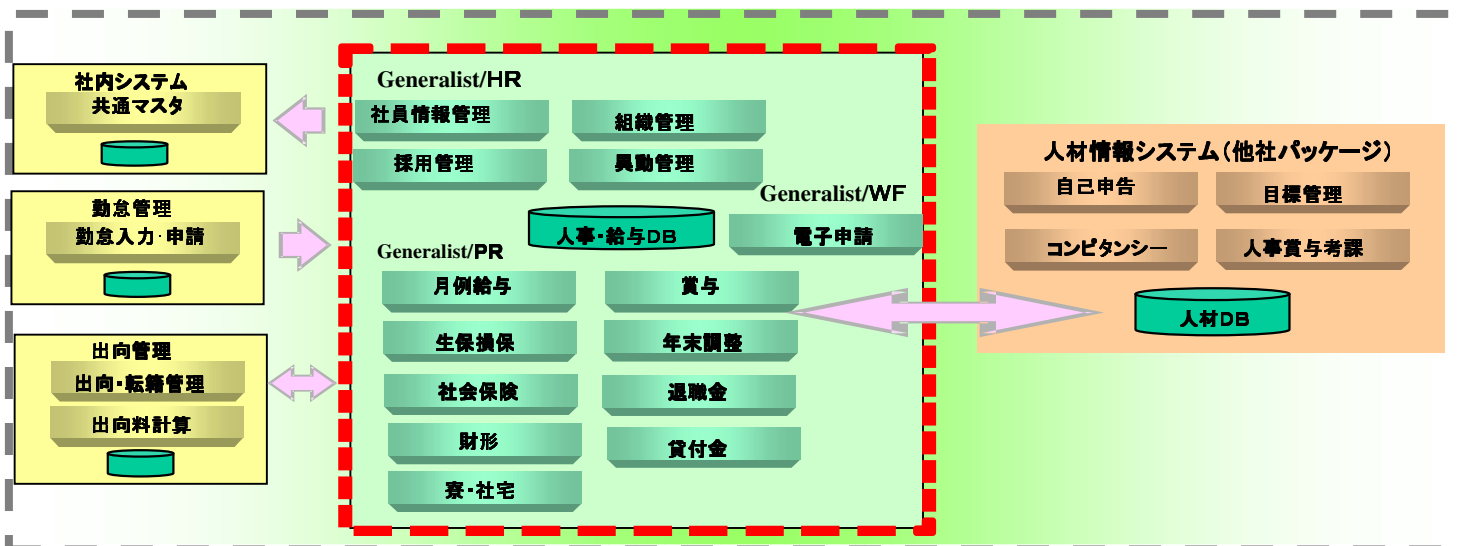 社内システム
共通マスタ
勤怠管理
勤怠入力・申請
出向管理
出向・転籍管理
出向料計算
Generalist/HR
社員情報管理
組織管理
採用管理
異動管理
Generalist/WF
人事・給与DB
電子申請
Generalist/PR
月例給与
賞与
生保損保
年末調整
社会保険
退職金
財形
貸付金
寮・社宅
人材情報システム(他社パッケージ)
自己申告
目標管理
コンピタンシー
人事賞与考課
人材DB